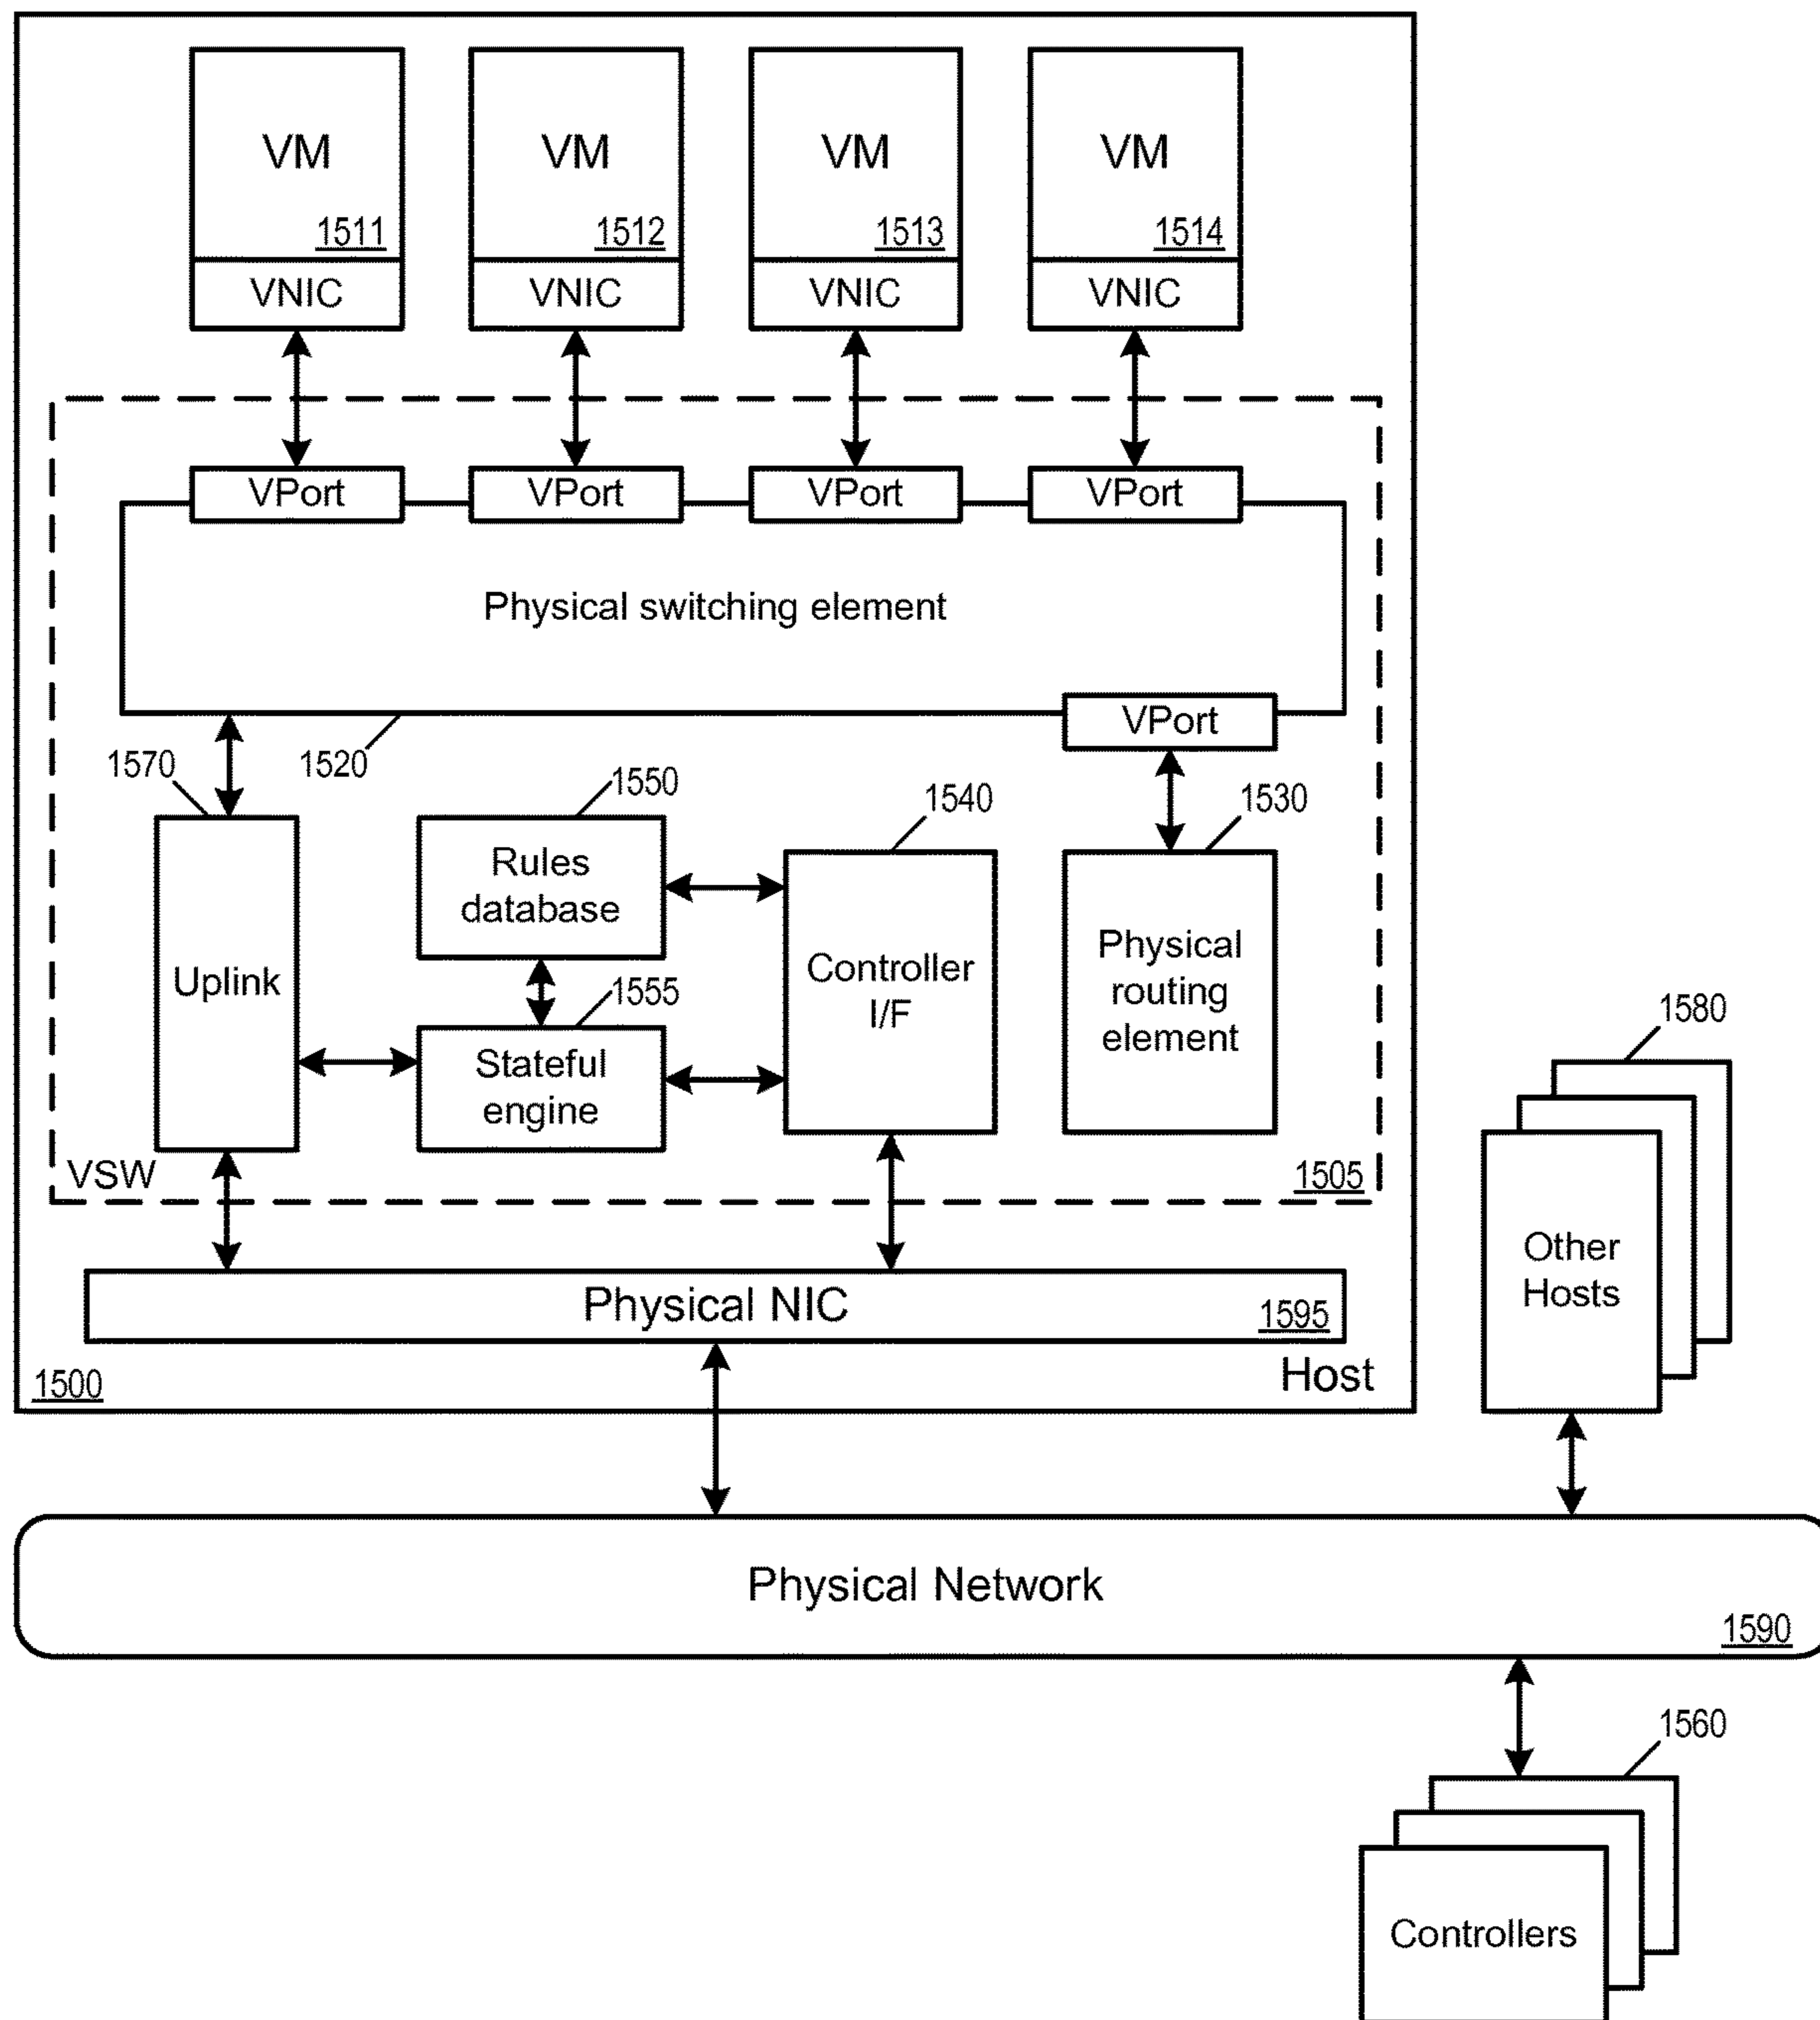 VM
1511
VNIC
VM
1512
VNIC
VM
1513
VNIC
VM
1514
VNIC
VPort
VPort
VPort
VPort
Physical switching element
VPort
1570
1520
1550
1540
1530
Rules
database
Uplink
Controller
I/F
Physical
routing
element
1555
Stateful
engine
VSW
1505
1580
Other
Hosts
Physical NIC
1595
1500
Host
Physical Network
1590
1560
Controllers